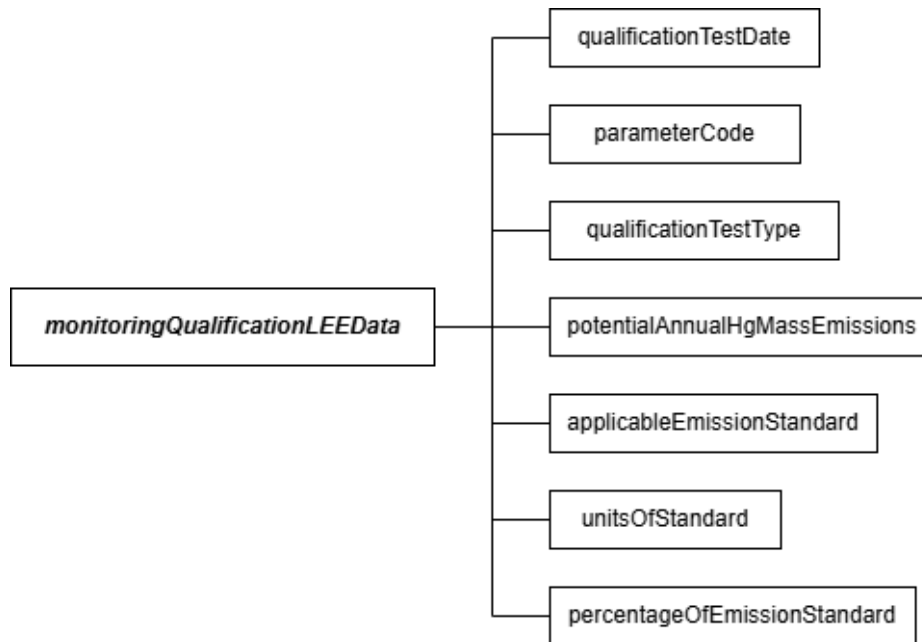 qualificationTestDate
parameterCode
qualificationTestType
monitoringQualificationLEEData
potentialAnnualHgMassEmissions
applicableEmissionStandard
unitsOfStandard
percentageOfEmissionStandard